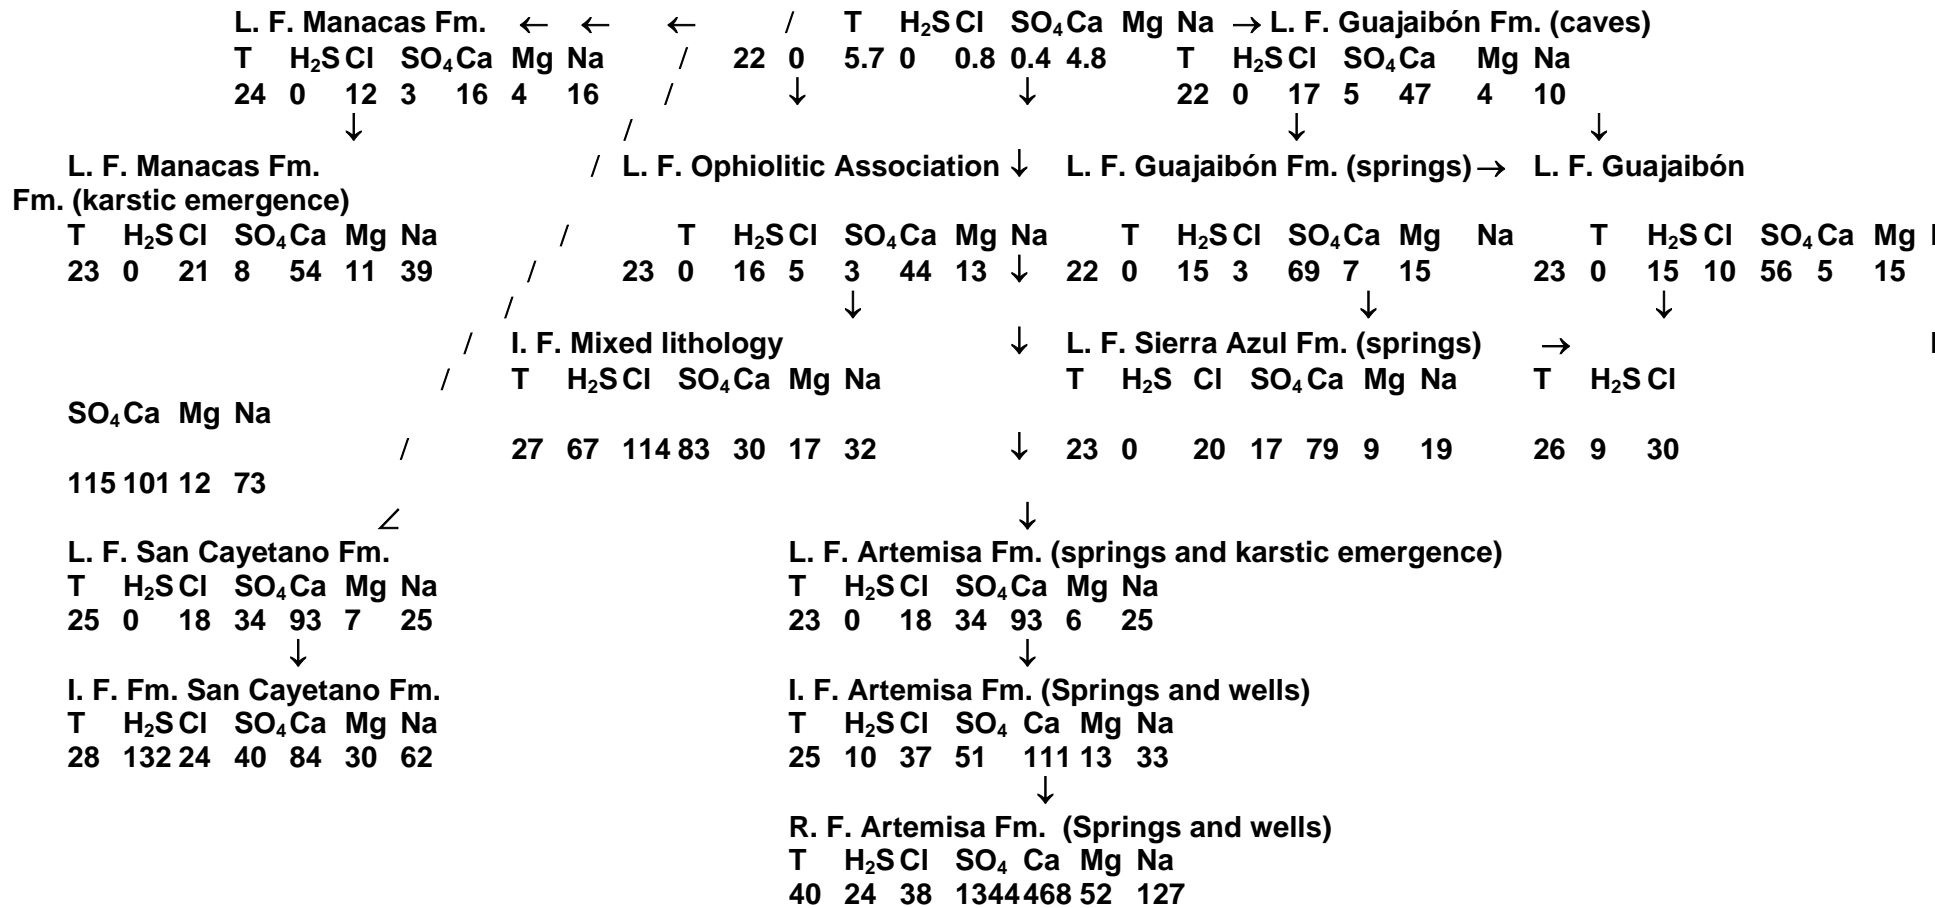 L. F. Manacas Fm. ← ← ← / T H₂S Cl SO₄ Ca Mg Na → L. F. Guajaibón Fm. (caves)
T H₂S Cl SO₄ Ca Mg Na / 22 0 5.7 0 0.8 0.4 4.8 T H₂S Cl SO₄ Ca Mg Na
24 0 12 3 16 4 16 / ↓ ↓ 22 0 17 5 47 4 10
↓ / ↓ ↓
L. F. Manacas Fm. / L. F. Ophiolitic Association ↓ L. F. Guajaibón Fm. (springs) → L. F. Guajaibón
Fm. (karstic emergence)
T H₂S Cl SO₄ Ca Mg Na / T H₂S Cl SO₄ Ca Mg Na T H₂S Cl SO₄ Ca Mg Na T H₂S Cl SO₄ Ca Mg
23 0 21 8 54 11 39 / 23 0 16 5 3 44 13 ↓ 22 0 15 3 69 7 15 23 0 15 10 56 5 15
/ ↓ ↓ ↓
/ I. F. Mixed lithology ↓ L. F. Sierra Azul Fm. (springs) →
/ T H₂S Cl SO₄ Ca Mg Na T H₂S Cl SO₄ Ca Mg Na T H₂S Cl
SO₄ Ca Mg Na
/ 27 67 114 83 30 17 32 ↓ 23 0 20 17 79 9 19 26 9 30
115 101 12 73
∠ ↓
L. F. San Cayetano Fm. L. F. Artemisa Fm. (springs and karstic emergence)
T H₂S Cl SO₄ Ca Mg Na T H₂S Cl SO₄ Ca Mg Na
25 0 18 34 93 7 25 23 0 18 34 93 6 25
↓ ↓
I. F. Fm. San Cayetano Fm. I. F. Artemisa Fm. (Springs and wells)
T H₂S Cl SO₄ Ca Mg Na T H₂S Cl SO₄ Ca Mg Na
28 132 24 40 84 30 62 25 10 37 51 111 13 33
↓
R. F. Artemisa Fm. (Springs and wells)
T H₂S Cl SO₄ Ca Mg Na
40 24 38 1344 468 52 127